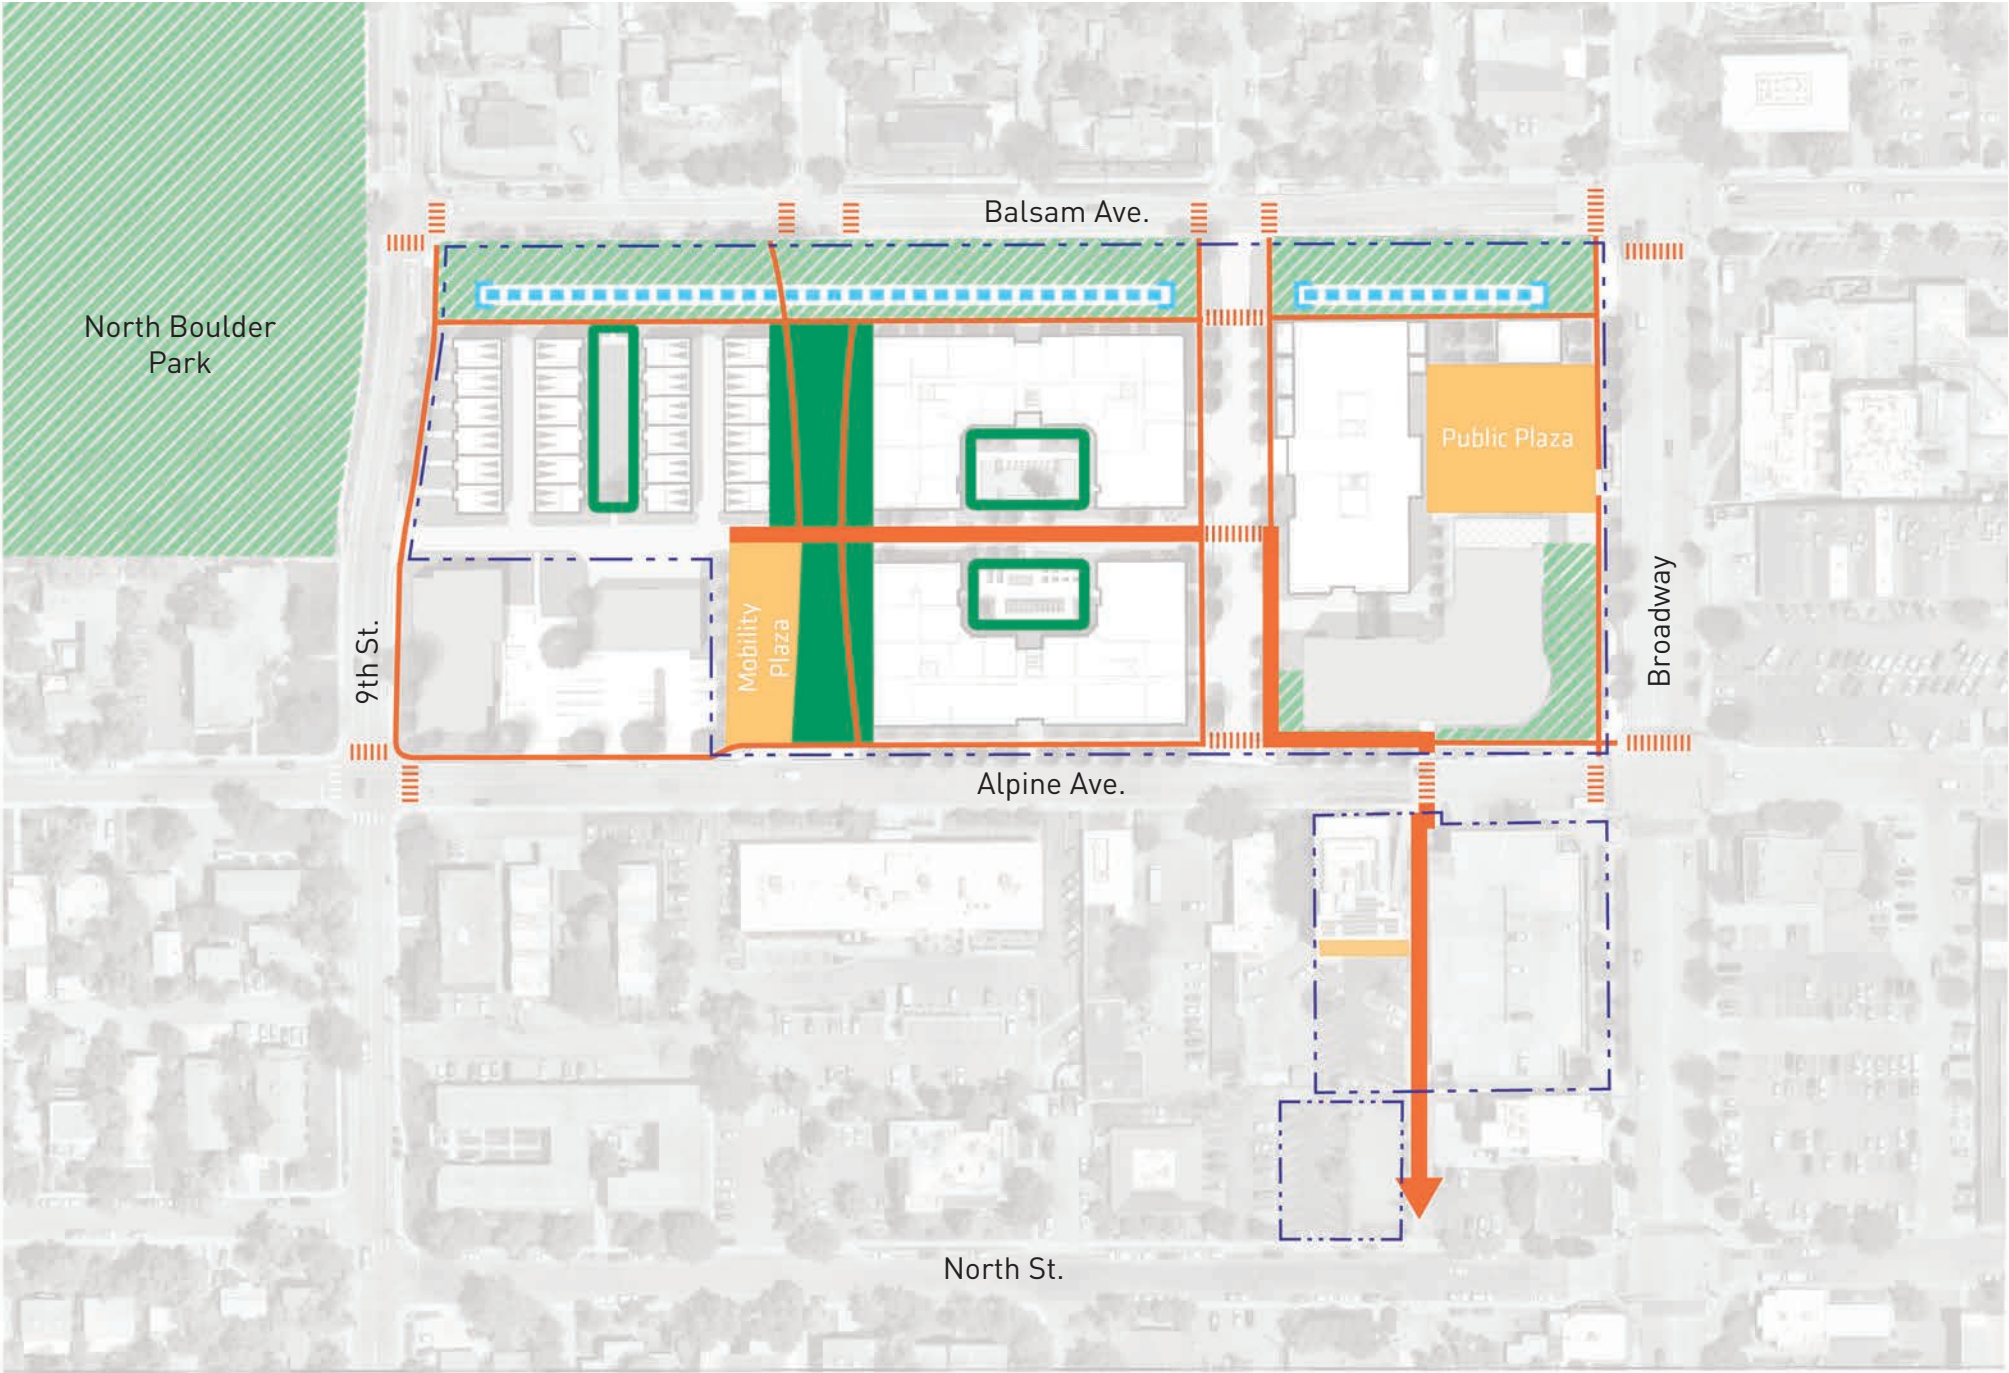 Balsam Ave.
North Boulder
Park
Public Plaza
Mobility
Plaza
9th St.
Broadway
Alpine Ave.
North St.